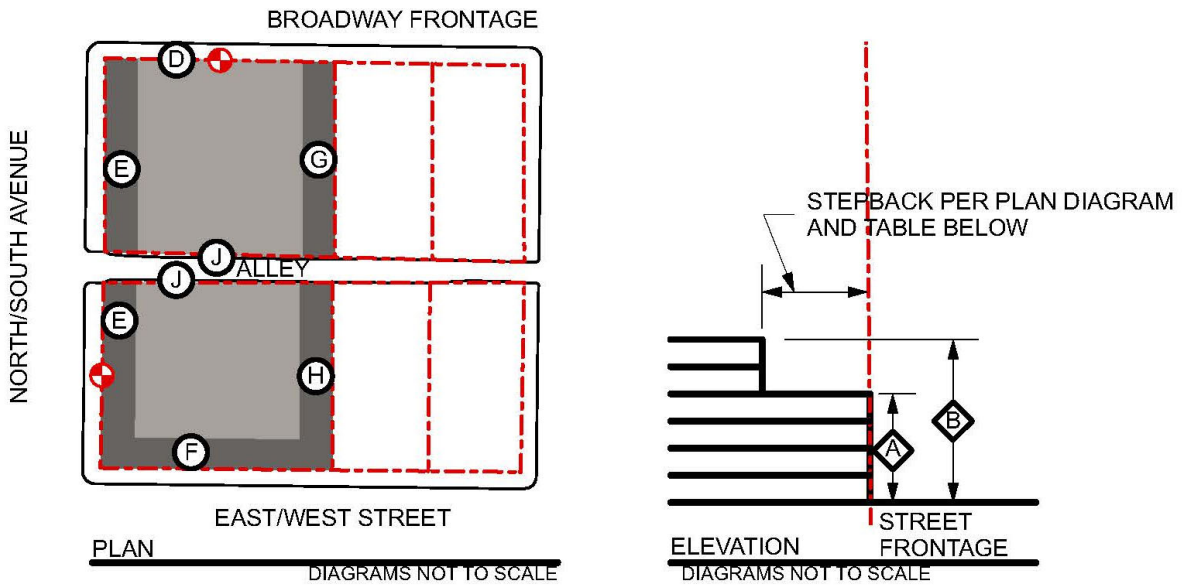 BROADWAY FRONTAGE
D
NORTH/SOUTH AVENUE
E
G
J
ALLEY
J
E
H
F
EAST/WEST STREET
PLAN
DIAGRAMS NOT TO SCALE
STEPBACK PER PLAN DIAGRAM
AND TABLE BELOW
B
A
STREET
FRONTAGE
ELEVATION
DIAGRAMS NOT TO SCALE